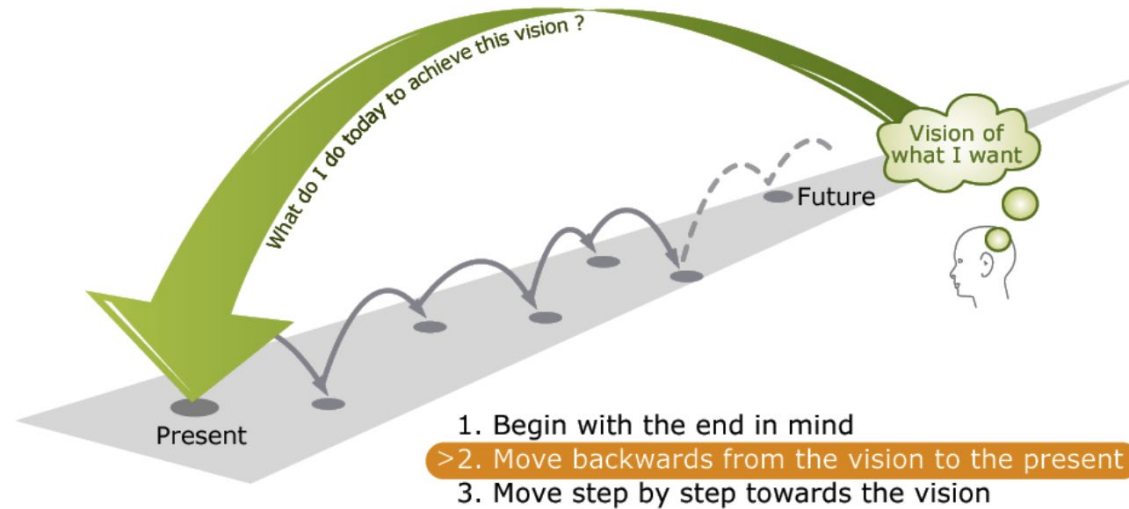 What do I do today to achieve this vision ?
Vision of
what I want
Future
Present
1. Begin with the end in mind
>2. Move backwards from the vision to the present
3. Move step by step towards the vision